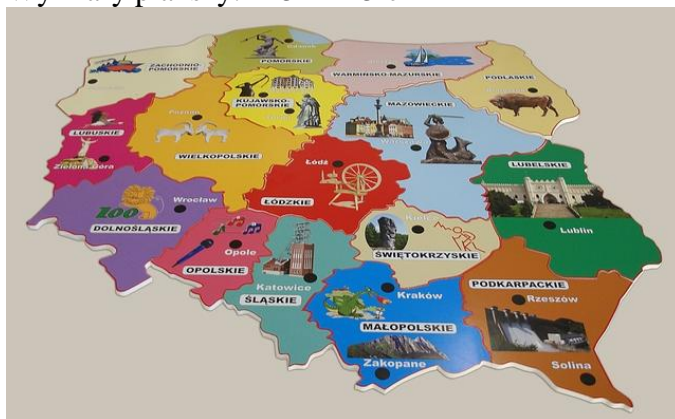 ZACHODNIO-
POMORSKIE
Gdańsk
POMORSKIE
WARMIŃSKO-MAZURSKIE
PODLASKIE
KUJAWSKO-
POMORSKIE
MAZOWIECKIE
LUBUSKIE
Zielona Góra
Poznań
WIELKOPOLSKIE
Łódź
ŁÓDZKIE
LUBELSKIE
Lublin
ZOO
Wrocław
DOLNOŚLĄSKIE
Opole
OPOLSKIE
Katowice
ŚLĄSKIE
Kielce
ŚWIĘTOKRZYSKIE
Kraków
MAŁOPOLSKIE
Zakopane
PODKARPACKIE
Rzeszów
Solina